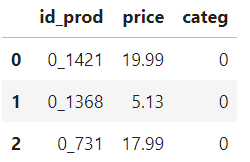 id_prod price categ
0 0_1421 19.99 0
1 0_1368 5.13 0
2 0_731 17.99 0